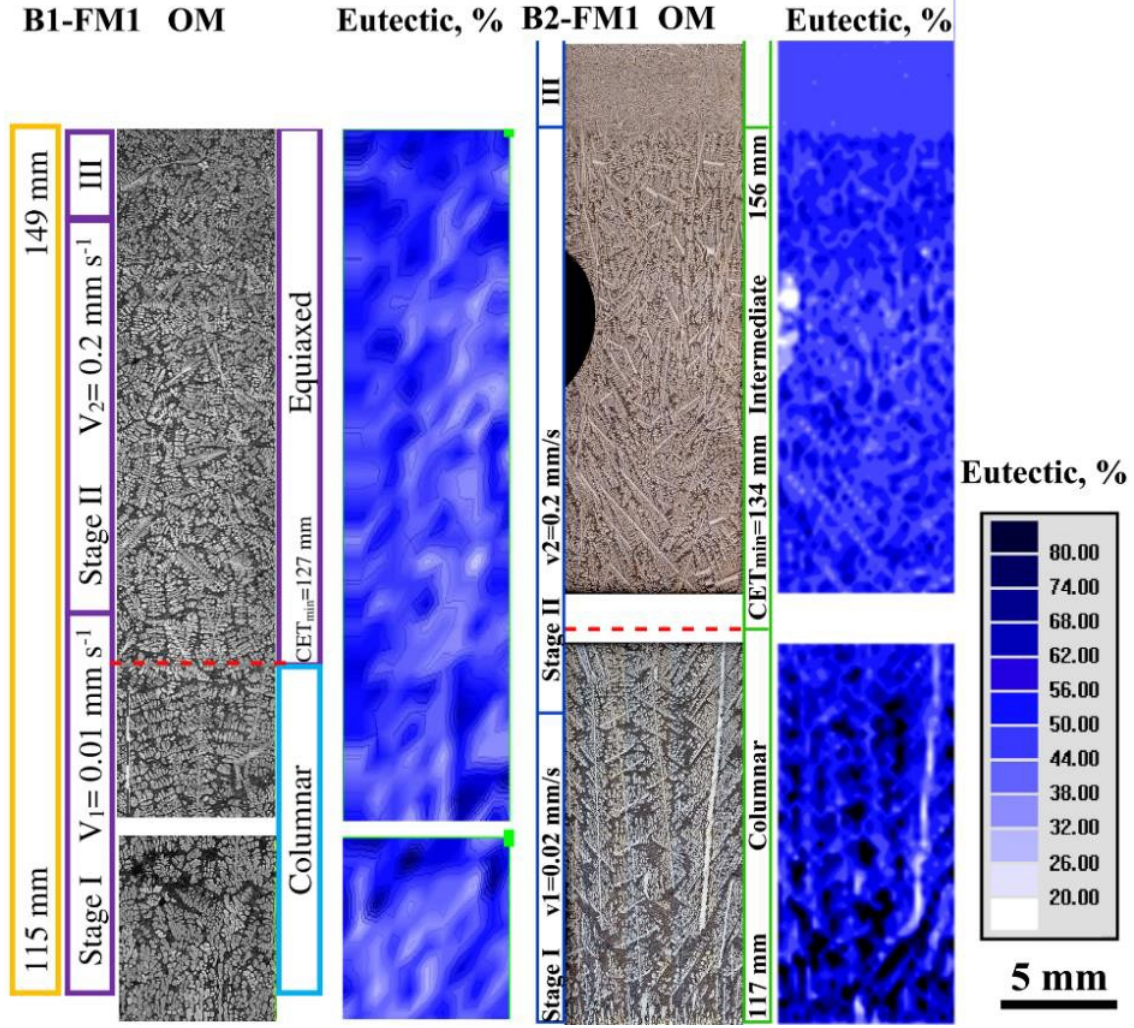 B1-FM1 OM
Eutectic, %
B2-FM1 OM
Eutectic, %
115 mm 149 mm
Stage I V₁= 0.01 mm s⁻¹
Stage II V₂= 0.2 mm s⁻¹
III
Columnar
CETmin=127 mm
Equiaxed
Stage I v1=0.02 mm/s
Stage II v2=0.2 mm/s
III
117 mm Columnar
CETmin=134 mm Intermediate 156 mm
Eutectic, %
80.00
74.00
68.00
62.00
56.00
50.00
44.00
38.00
32.00
26.00
20.00
5 mm